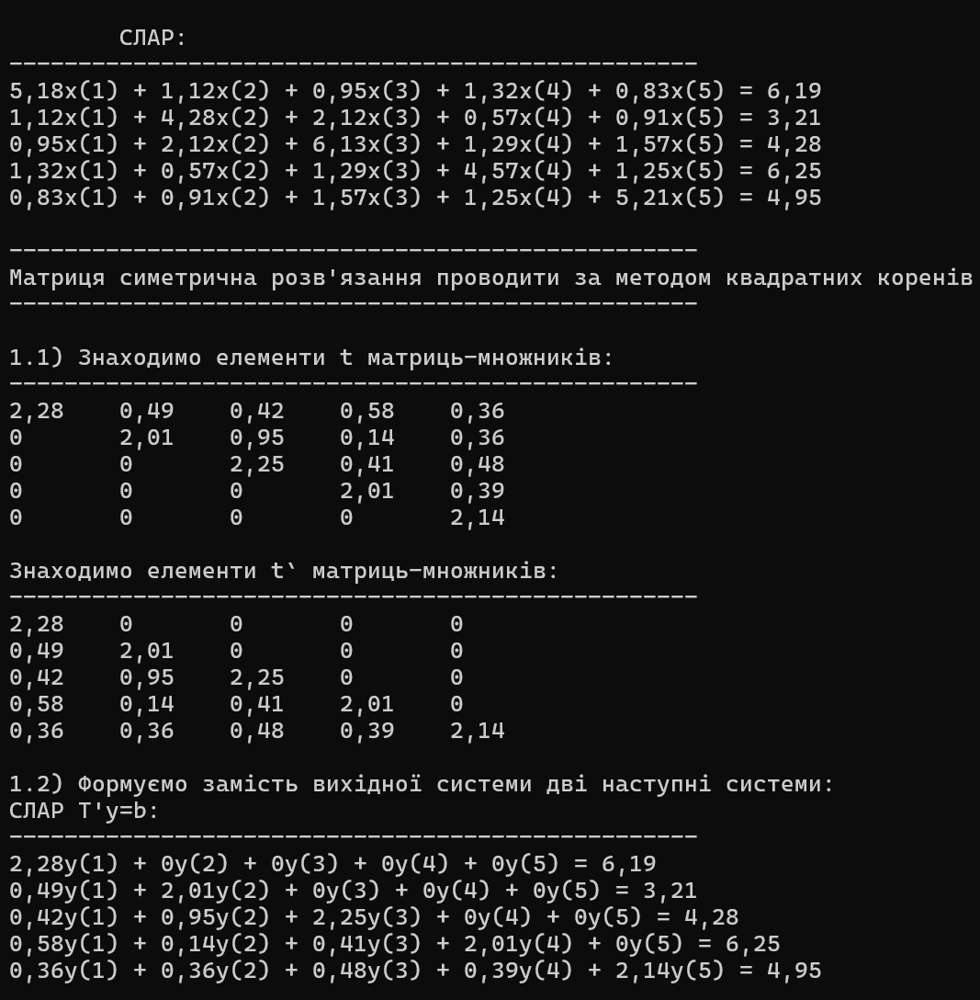 СЛАР:
--------------------------------------------------
5,18x(1) + 1,12x(2) + 0,95x(3) + 1,32x(4) + 0,83x(5) = 6,19
1,12x(1) + 4,28x(2) + 2,12x(3) + 0,57x(4) + 0,91x(5) = 3,21
0,95x(1) + 2,12x(2) + 6,13x(3) + 1,29x(4) + 1,57x(5) = 4,28
1,32x(1) + 0,57x(2) + 1,29x(3) + 4,57x(4) + 1,25x(5) = 6,25
0,83x(1) + 0,91x(2) + 1,57x(3) + 1,25x(4) + 5,21x(5) = 4,95
--------------------------------------------------
Матриця симетрична розв'язання проводити за методом квадратних коренів
--------------------------------------------------
1.1) Знаходимо елементи t матриць-множників:
--------------------------------------------------
2,28 0,49 0,42 0,58 0,36
0 2,01 0,95 0,14 0,36
0 0 2,25 0,41 0,48
0 0 0 2,01 0,39
0 0 0 0 2,14
Знаходимо елементи t` матриць-множників:
--------------------------------------------------
2,28 0 0 0 0
0,49 2,01 0 0 0
0,42 0,95 2,25 0 0
0,58 0,14 0,41 2,01 0
0,36 0,36 0,48 0,39 2,14
1.2) Формуємо замість вихідної системи дві наступні системи:
СЛАР T'y=b:
--------------------------------------------------
2,28y(1) + 0y(2) + 0y(3) + 0y(4) + 0y(5) = 6,19
0,49y(1) + 2,01y(2) + 0y(3) + 0y(4) + 0y(5) = 3,21
0,42y(1) + 0,95y(2) + 2,25y(3) + 0y(4) + 0y(5) = 4,28
0,58y(1) + 0,14y(2) + 0,41y(3) + 2,01y(4) + 0y(5) = 6,25
0,36y(1) + 0,36y(2) + 0,48y(3) + 0,39y(4) + 2,14y(5) = 4,95